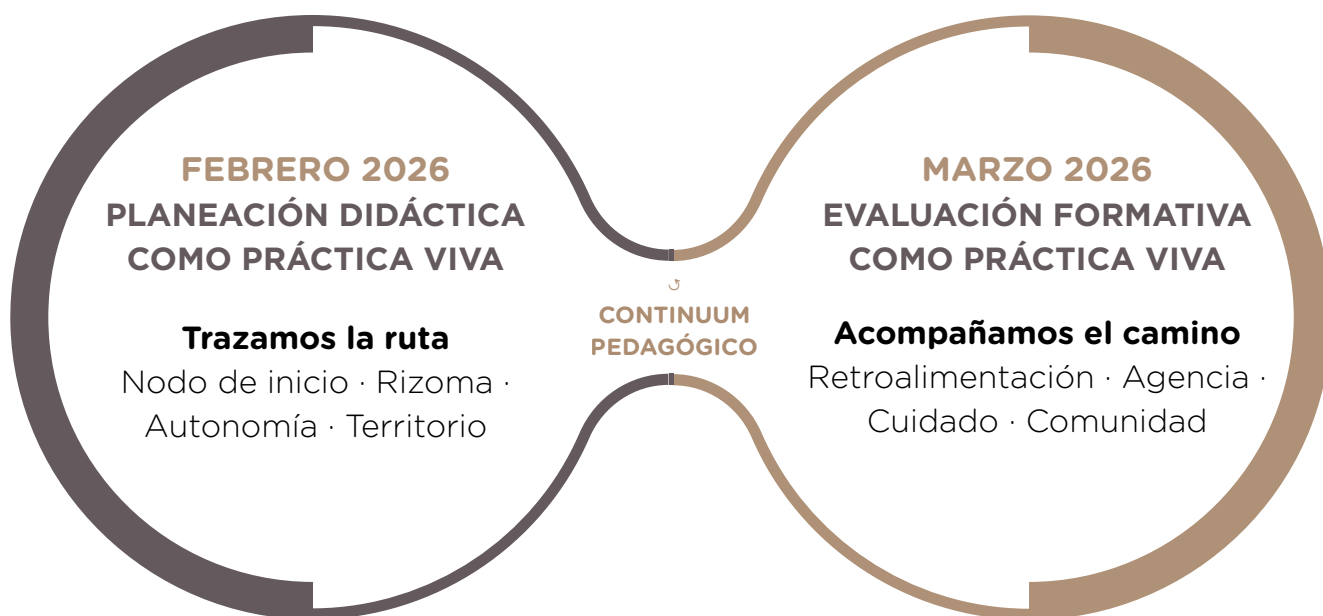 FEBRERO 2026
PLANEACIÓN DIDÁCTICA
COMO PRÁCTICA VIVA
Trazamos la ruta
Nodo de inicio · Rizoma ·
Autonomía · Territorio
CONTINUUM
PEDAGÓGICO
MARZO 2026
EVALUACIÓN FORMATIVA
COMO PRÁCTICA VIVA
Acompañamos el camino
Retroalimentación · Agencia ·
Cuidado · Comunidad